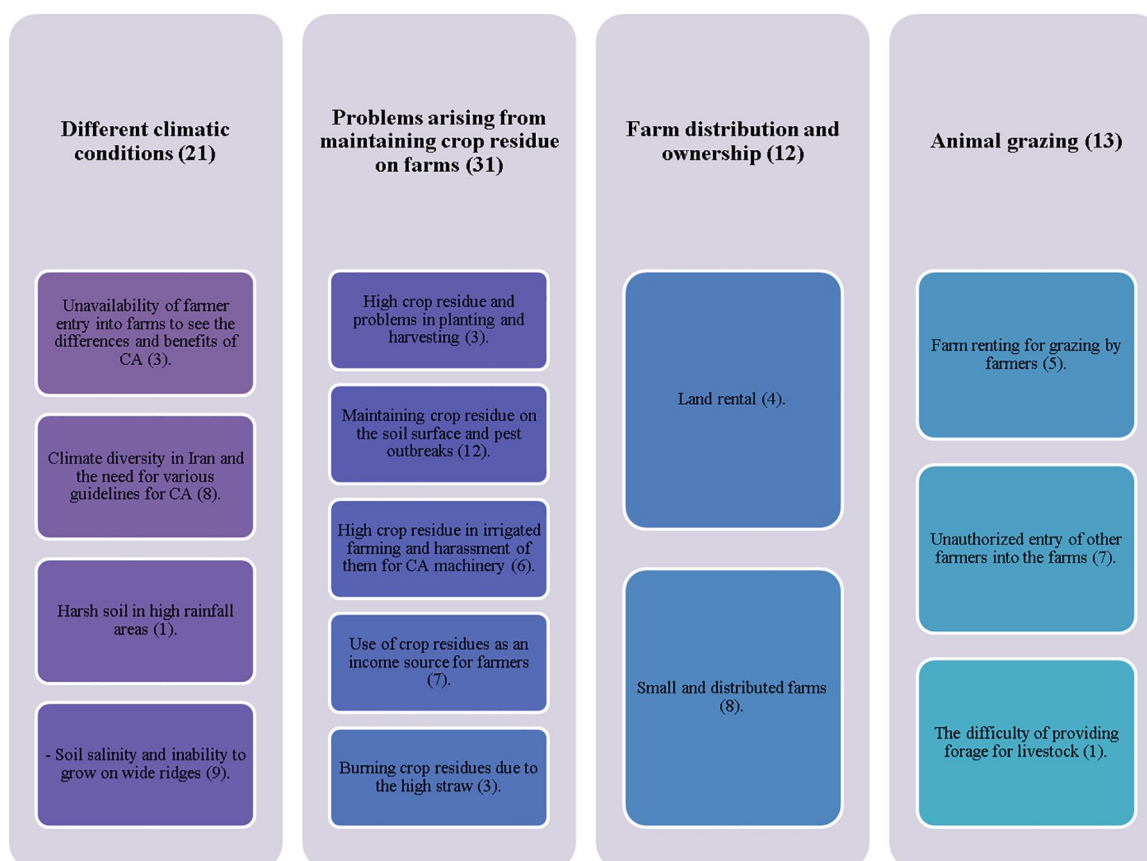 Different climatic
conditions (21)
Unavailability of farmer
entry into farms to see the
differences and benefits of
CA (3).
Climate diversity in Iran and
the need for various
guidelines for CA (8).
Harsh soil in high rainfall
areas (1).
- Soil salinity and inability to
grow on wide ridges (9).
Problems arising from
maintaining crop residue
on farms (31)
High crop residue and
problems in planting and
harvesting (3).
Maintaining crop residue on
the soil surface and pest
outbreaks (12).
High crop residue in irrigated
farming and harassment of
them for CA machinery (6).
Use of crop residues as an
income source for farmers
(7).
Burning crop residues due to
the high straw (3).
Farm distribution and
ownership (12)
Land rental (4).
Small and distributed farms
(8).
Animal grazing (13)
Farm renting for grazing by
farmers (5).
Unauthorized entry of other
farmers into the farms (7).
The difficulty of providing
forage for livestock (1).